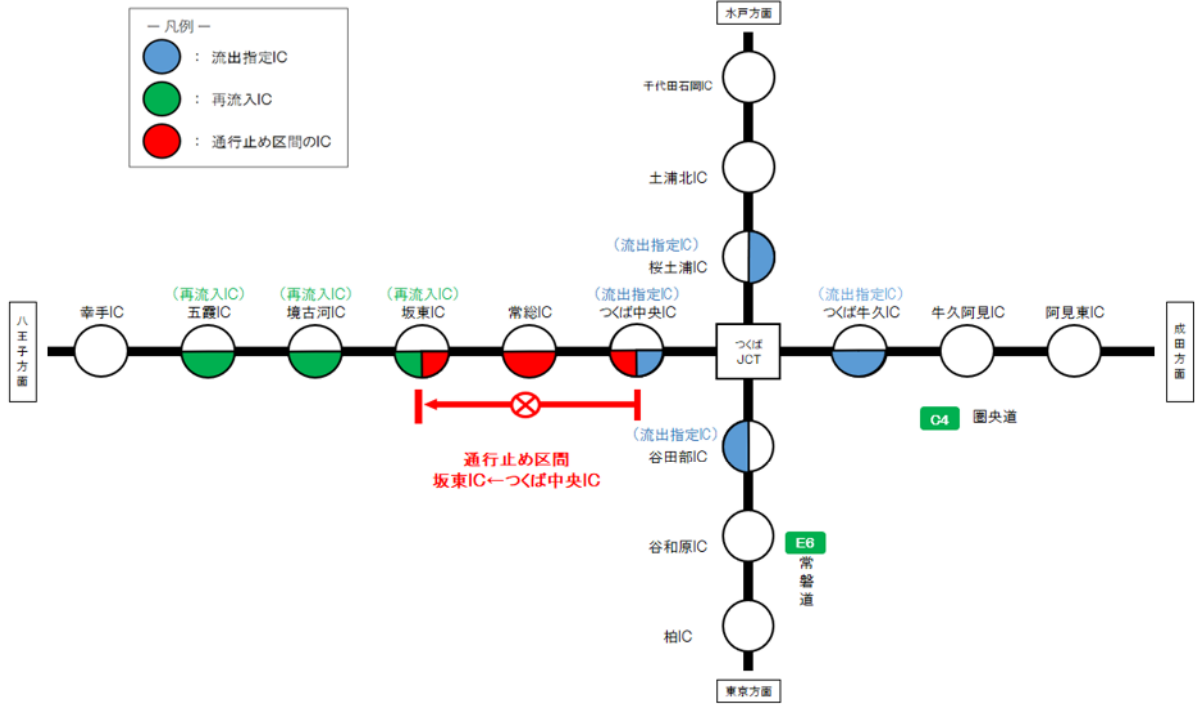 水戸方面
― 凡例 ―
： 流出指定IC
： 再流入IC
： 通行止め区間のIC
千代田石岡IC
土浦北IC
（流出指定IC）
桜土浦IC
八王子方面
幸手IC
（再流入IC）
五霞IC
（再流入IC）
境古河IC
（再流入IC）
坂東IC
常総IC
（流出指定IC）
つくば中央IC
つくば
JCT
（流出指定IC）
つくば牛久IC
牛久阿見IC
阿見東IC
成田方面
C4 圏央道
通行止め区間
坂東IC←つくば中央IC
（流出指定IC）
谷田部IC
谷和原IC
E6
常磐道
柏IC
東京方面